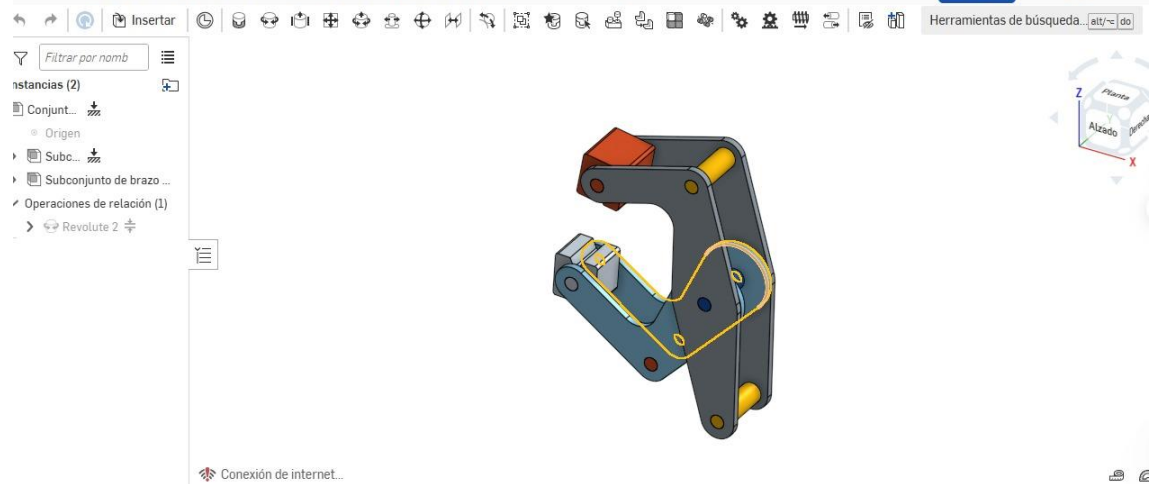 Insertar
Herramientas de búsqueda... alt/⌥ do
Filtrar por nomb
nstancias (2)
Conjunt...
Origen
Subc...
Subconjunto de brazo ...
Operaciones de relación (1)
Revolute 2
Z
Planta
Alzado
Derecha
X
Conexión de internet...